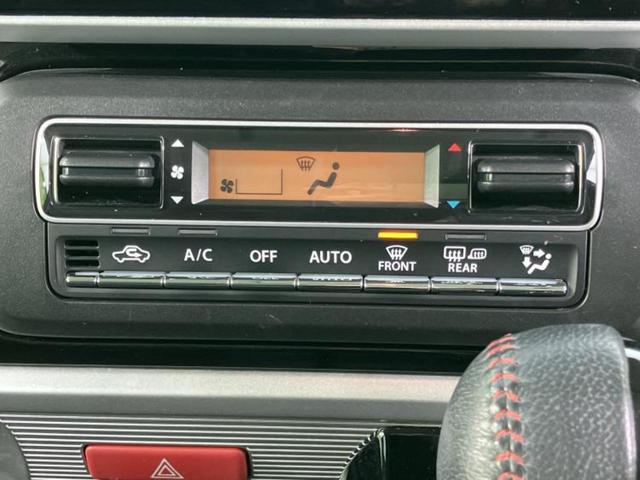 A/C OFF AUTO FRONT REAR